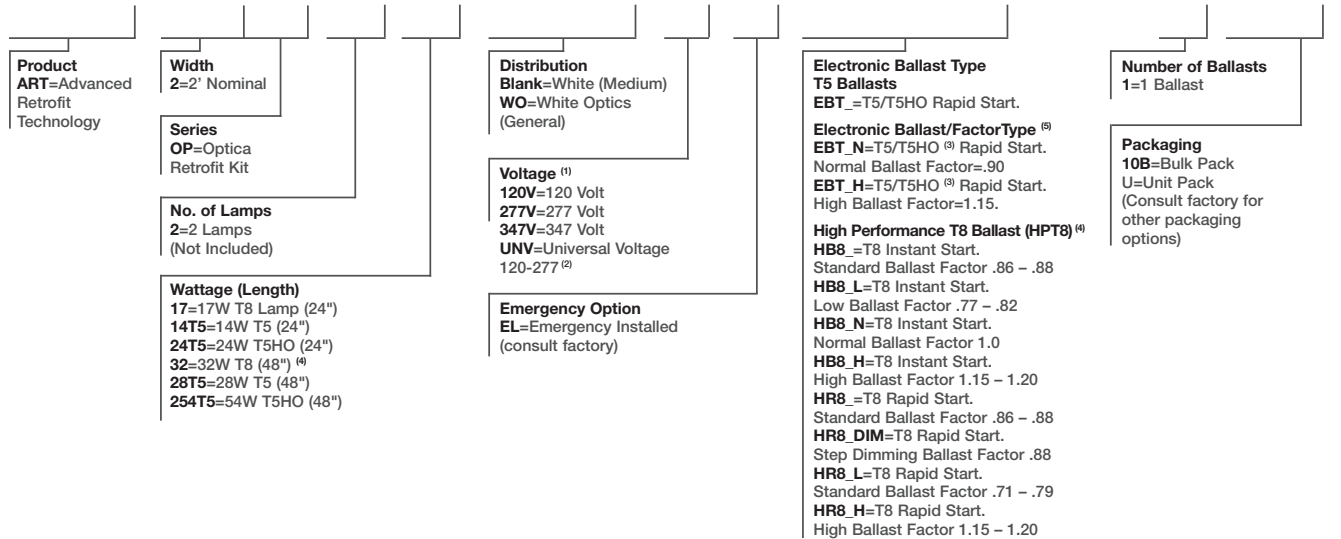 Product
ART=Advanced
Retrofit
Technology
Width
2=2' Nominal
Series
OP=Optica
Retrofit Kit
No. of Lamps
2=2 Lamps
(Not Included)
Wattage (Length)
17=17W T8 Lamp (24")
14T5=14W T5 (24")
24T5=24W T5HO (24")
32=32W T8 (48") (4)
28T5=28W T5 (48")
254T5=54W T5HO (48")
Distribution
Blank=White (Medium)
WO=White Optics
(General)
Voltage (1)
120V=120 Volt
277V=277 Volt
347V=347 Volt
UNV=Universal Voltage
120-277 (2)
Emergency Option
EL=Emergency Installed
(consult factory)
Electronic Ballast Type
T5 Ballasts
EBT_=T5/T5HO Rapid Start.
Electronic Ballast/FactorType (5)
EBT_N=T5/T5HO (3) Rapid Start.
Normal Ballast Factor=.90
EBT_H=T5/T5HO (3) Rapid Start.
High Ballast Factor=1.15.
High Performance T8 Ballast (HPT8) (4)
HB8_=T8 Instant Start.
Standard Ballast Factor .86 – .88
HB8_L=T8 Instant Start.
Low Ballast Factor .77 – .82
HB8_N=T8 Instant Start.
Normal Ballast Factor 1.0
HB8_H=T8 Instant Start.
High Ballast Factor 1.15 – 1.20
HR8_=T8 Rapid Start.
Standard Ballast Factor .86 – .88
HR8_DIM=T8 Rapid Start.
Step Dimming Ballast Factor .88
HR8_L=T8 Rapid Start.
Standard Ballast Factor .71 – .79
HR8_H=T8 Rapid Start.
High Ballast Factor 1.15 – 1.20
Number of Ballasts
1=1 Ballast
Packaging
10B=Bulk Pack
U=Unit Pack
(Consult factory for
other packaging
options)